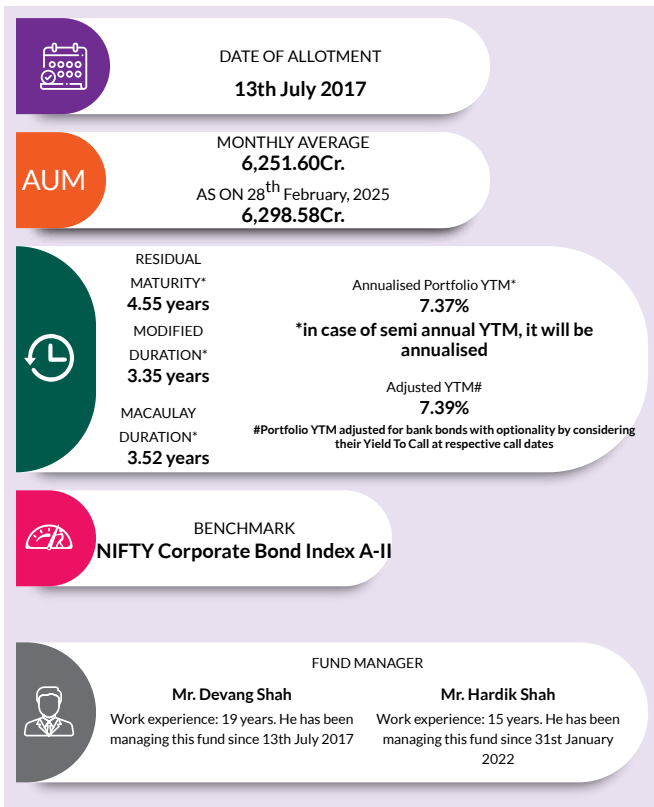 DATE OF ALLOTMENT
13th July 2017
AUM
MONTHLY AVERAGE
6,251.60Cr.
AS ON 28th February, 2025
6,298.58Cr.
RESIDUAL
MATURITY*
4.55 years
MODIFIED
DURATION*
3.35 years
MACAULAY
DURATION*
3.52 years
Annualised Portfolio YTM*
7.37%
*in case of semi annual YTM, it will be
annualised
Adjusted YTM#
7.39%
#Portfolio YTM adjusted for bank bonds with optionality by considering
their Yield To Call at respective call dates
BENCHMARK
NIFTY Corporate Bond Index A-II
FUND MANAGER
Mr. Devang Shah
Work experience: 19 years. He has been
managing this fund since 13th July 2017
Mr. Hardik Shah
Work experience: 15 years. He has been
managing this fund since 31st January
2022